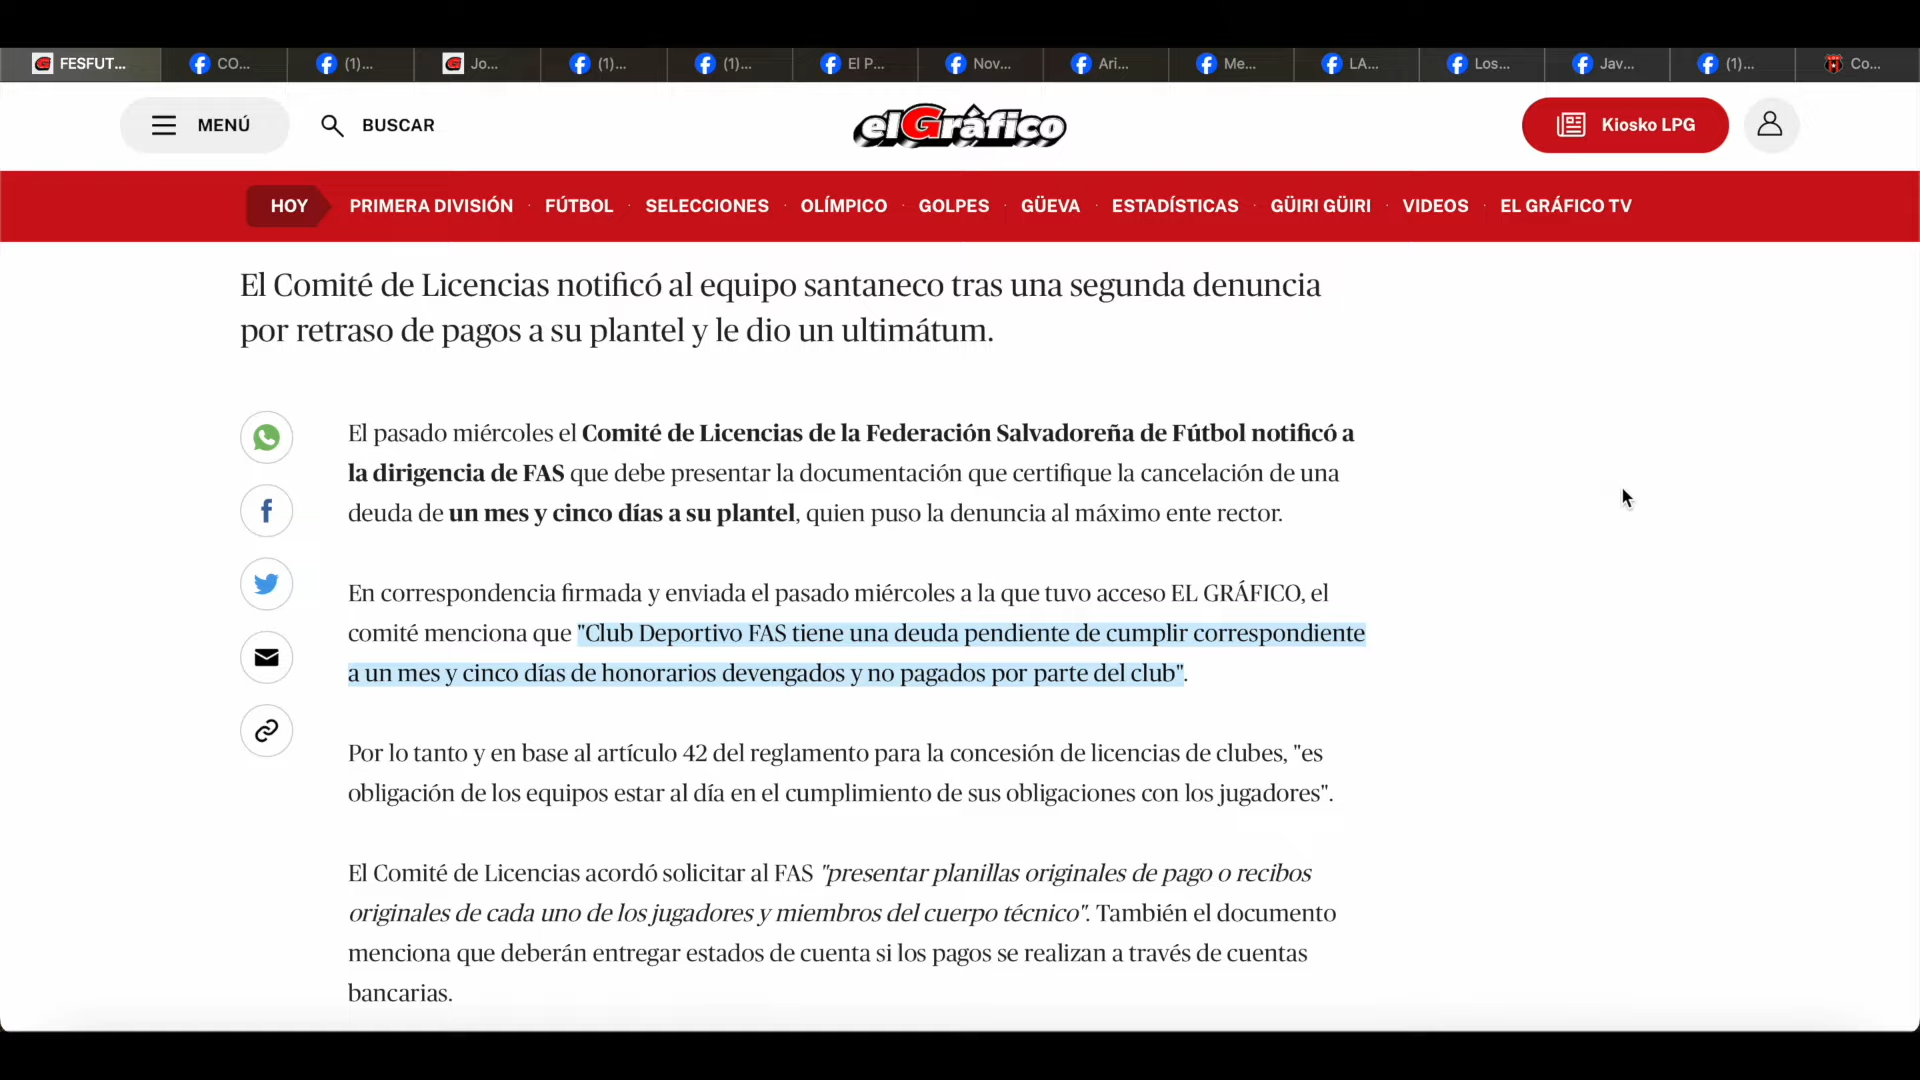 FESFUT...
CO...
(1)...
Jo...
(1)...
(1)...
El P...
Nov...
Ari...
Me...
LA...
Los...
Jav...
(1)...
Co...
MENÚ
BUSCAR
elGráfico
Kiosko LPG
HOY
PRIMERA DIVISIÓN · FÚTBOL · SELECCIONES · OLÍMPICO · GOLPES · GÜEVA · ESTADÍSTICAS · GÜIRI GÜIRI · VIDEOS · EL GRÁFICO TV
El Comité de Licencias notificó al equipo santaneco tras una segunda denuncia
por retraso de pagos a su plantel y le dio un ultimátum.
El pasado miércoles el Comité de Licencias de la Federación Salvadoreña de Fútbol notificó a
la dirigencia de FAS que debe presentar la documentación que certifique la cancelación de una
deuda de un mes y cinco días a su plantel, quien puso la denuncia al máximo ente rector.
En correspondencia firmada y enviada el pasado miércoles a la que tuvo acceso EL GRÁFICO, el
comité menciona que "Club Deportivo FAS tiene una deuda pendiente de cumplir correspondiente
a un mes y cinco días de honorarios devengados y no pagados por parte del club".
Por lo tanto y en base al artículo 42 del reglamento para la concesión de licencias de clubes, "es
obligación de los equipos estar al día en el cumplimiento de sus obligaciones con los jugadores".
El Comité de Licencias acordó solicitar al FAS "presentar planillas originales de pago o recibos
originales de cada uno de los jugadores y miembros del cuerpo técnico". También el documento
menciona que deberán entregar estados de cuenta si los pagos se realizan a través de cuentas
bancarias.